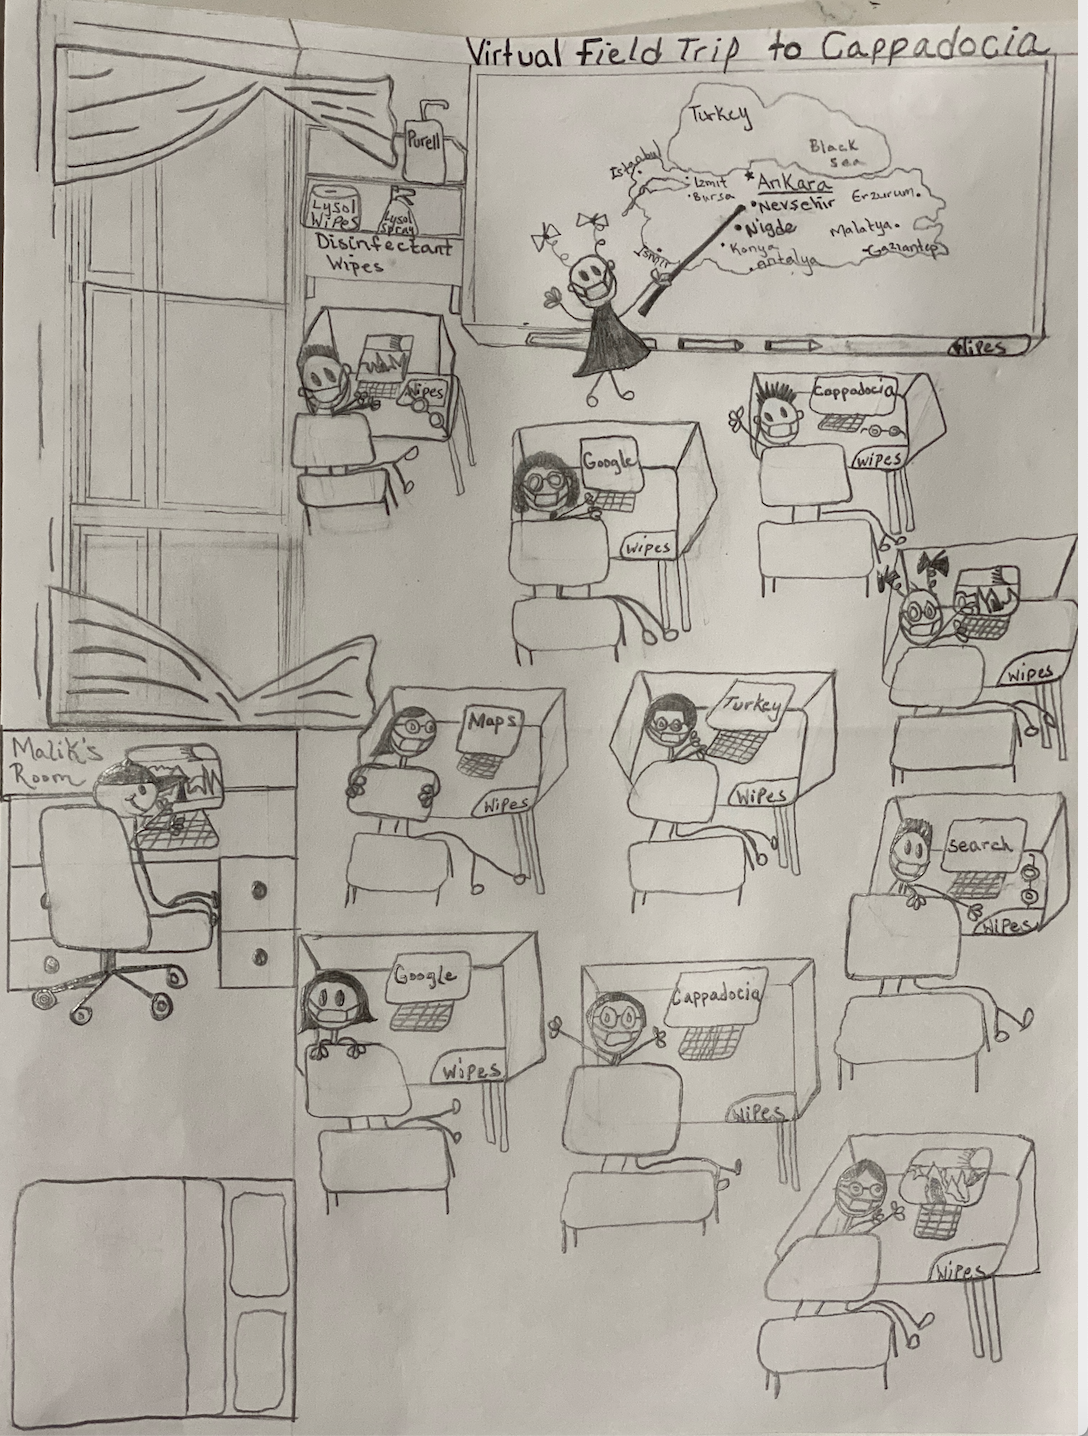 Virtual Field Trip to Cappadocia
Purell
Lysol
Wipes
Lysol
Spray
Disinfectant
Wipes
Turkey
Black
sea
Istanbul
Izmit
*Ankara
•Bursa
•Nevsehir
Erzurum.
•Nigde
Malatya.
Ismir
•Konya
•Gaziantep
•Antalya
Wipes
Wipes
Cappadocia
Wipes
Google
Wipes
Wipes
Maps
Wipes
Turkey
Wipes
Malik's
Room
Search
Wipes
Google
Wipes
Cappadocia
Wipes
Wipes